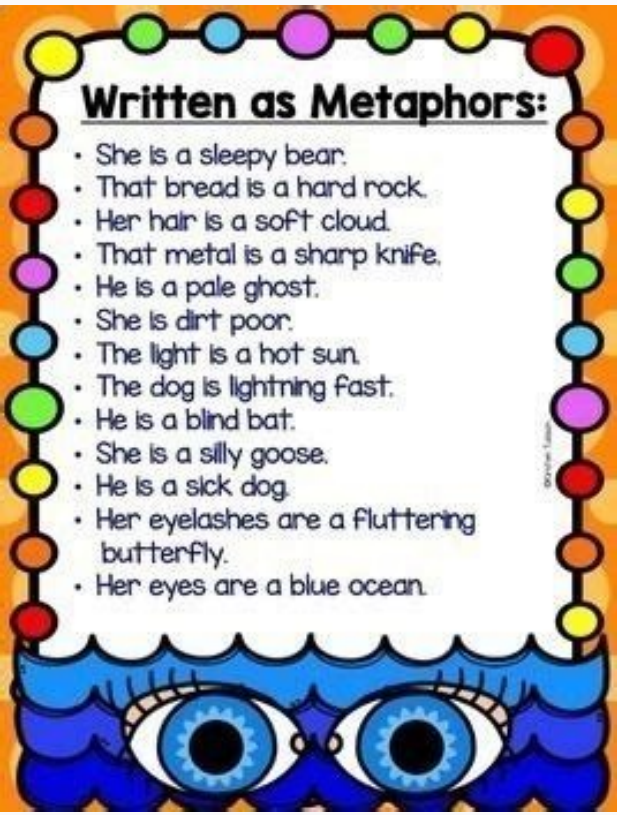 Written as Metaphors:
• She is a sleepy bear.
• That bread is a hard rock.
• Her hair is a soft cloud.
• That metal is a sharp knife.
• He is a pale ghost.
• She is dirt poor.
• The light is a hot sun.
• The dog is lightning fast.
• He is a blind bat.
• She is a silly goose.
• He is a sick dog.
• Her eyelashes are a fluttering
butterfly.
• Her eyes are a blue ocean.